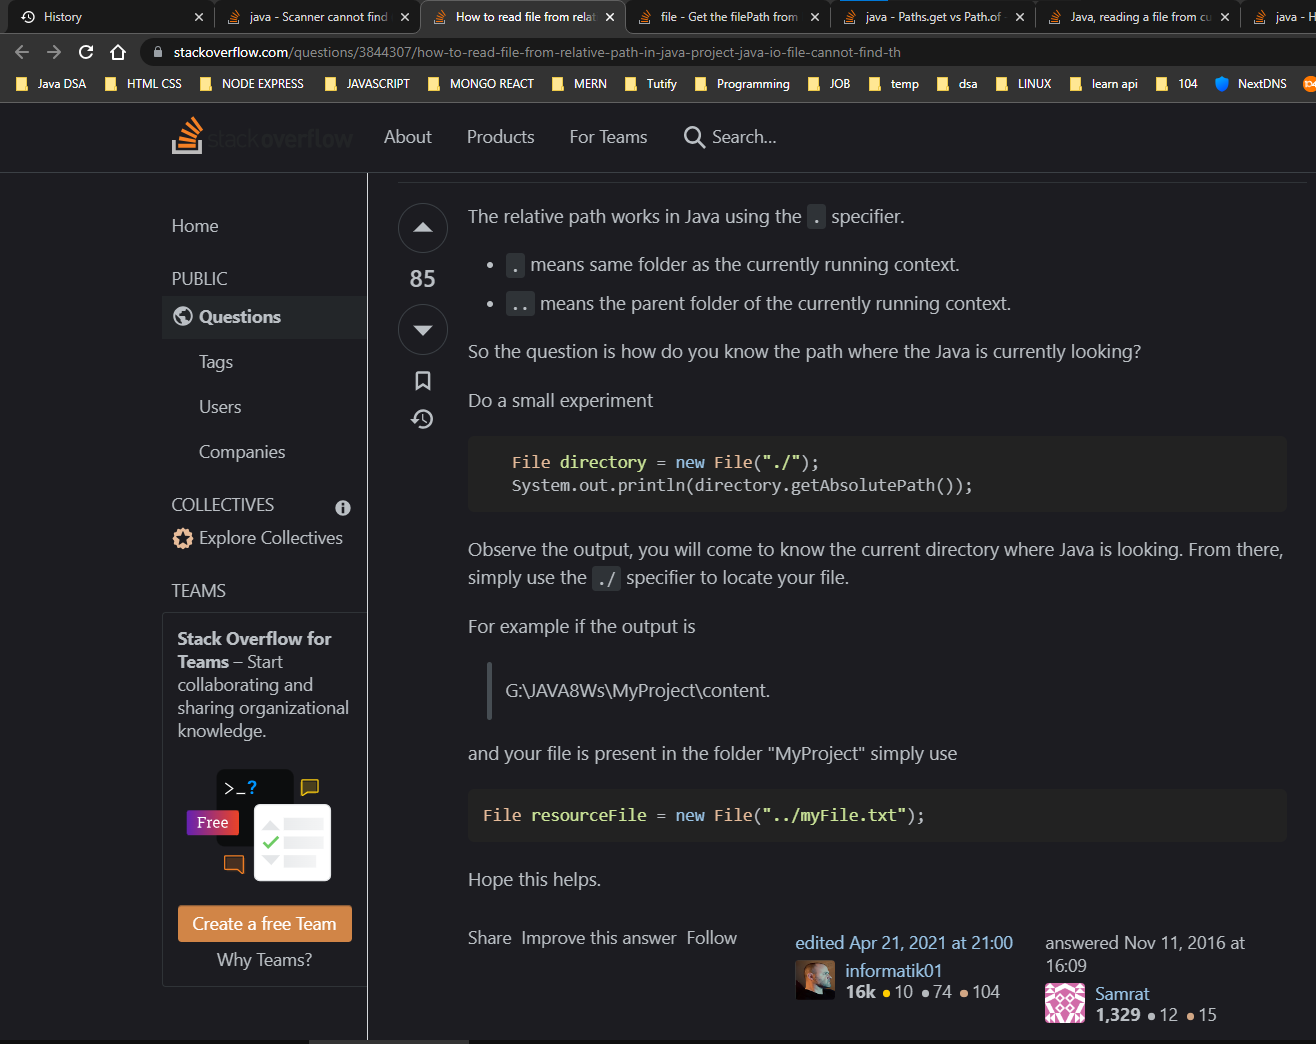 History
java - Scanner cannot find
How to read file from relat
file - Get the filePath from
java - Paths.get vs Path.of -
Java, reading a file from cu
java - H
stackoverflow.com/questions/3844307/how-to-read-file-from-relative-path-in-java-project-java-io-file-cannot-find-th
Java DSA
HTML CSS
NODE EXPRESS
JAVASCRIPT
MONGO REACT
MERN
Tutify
Programming
JOB
temp
dsa
LINUX
learn api
104
NextDNS
stack overflow
About
Products
For Teams
Search...
Home
PUBLIC
Questions
Tags
Users
Companies
COLLECTIVES
Explore Collectives
TEAMS
Stack Overflow for
Teams – Start
collaborating and
sharing organizational
knowledge.
>_?
Free
Create a free Team
Why Teams?
85
The relative path works in Java using the . specifier.
• . means same folder as the currently running context.
• .. means the parent folder of the currently running context.
So the question is how do you know the path where the Java is currently looking?
Do a small experiment
File directory = new File("./");
System.out.println(directory.getAbsolutePath());
Observe the output, you will come to know the current directory where Java is looking. From there,
simply use the ./ specifier to locate your file.
For example if the output is
G:\JAVA8Ws\MyProject\content.
and your file is present in the folder "MyProject" simply use
File resourceFile = new File("../myFile.txt");
Hope this helps.
Share Improve this answer Follow
edited Apr 21, 2021 at 21:00
informatik01
16k ● 10 ● 74 ● 104
answered Nov 11, 2016 at
16:09
Samrat
1,329 ● 12 ● 15